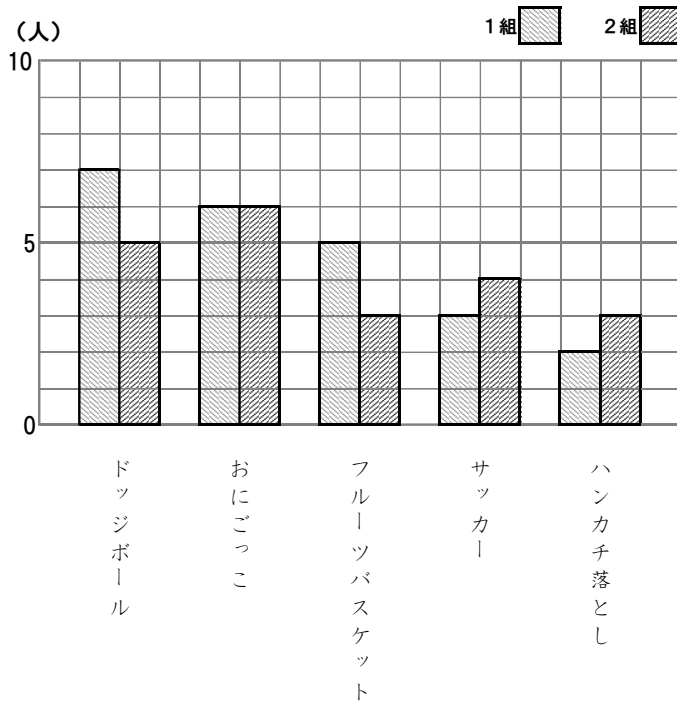 (人)
1組 2組
10
5
0
ドッジボール
おにごっこ
フルーツバスケット
サッカー
ハンカチ落とし